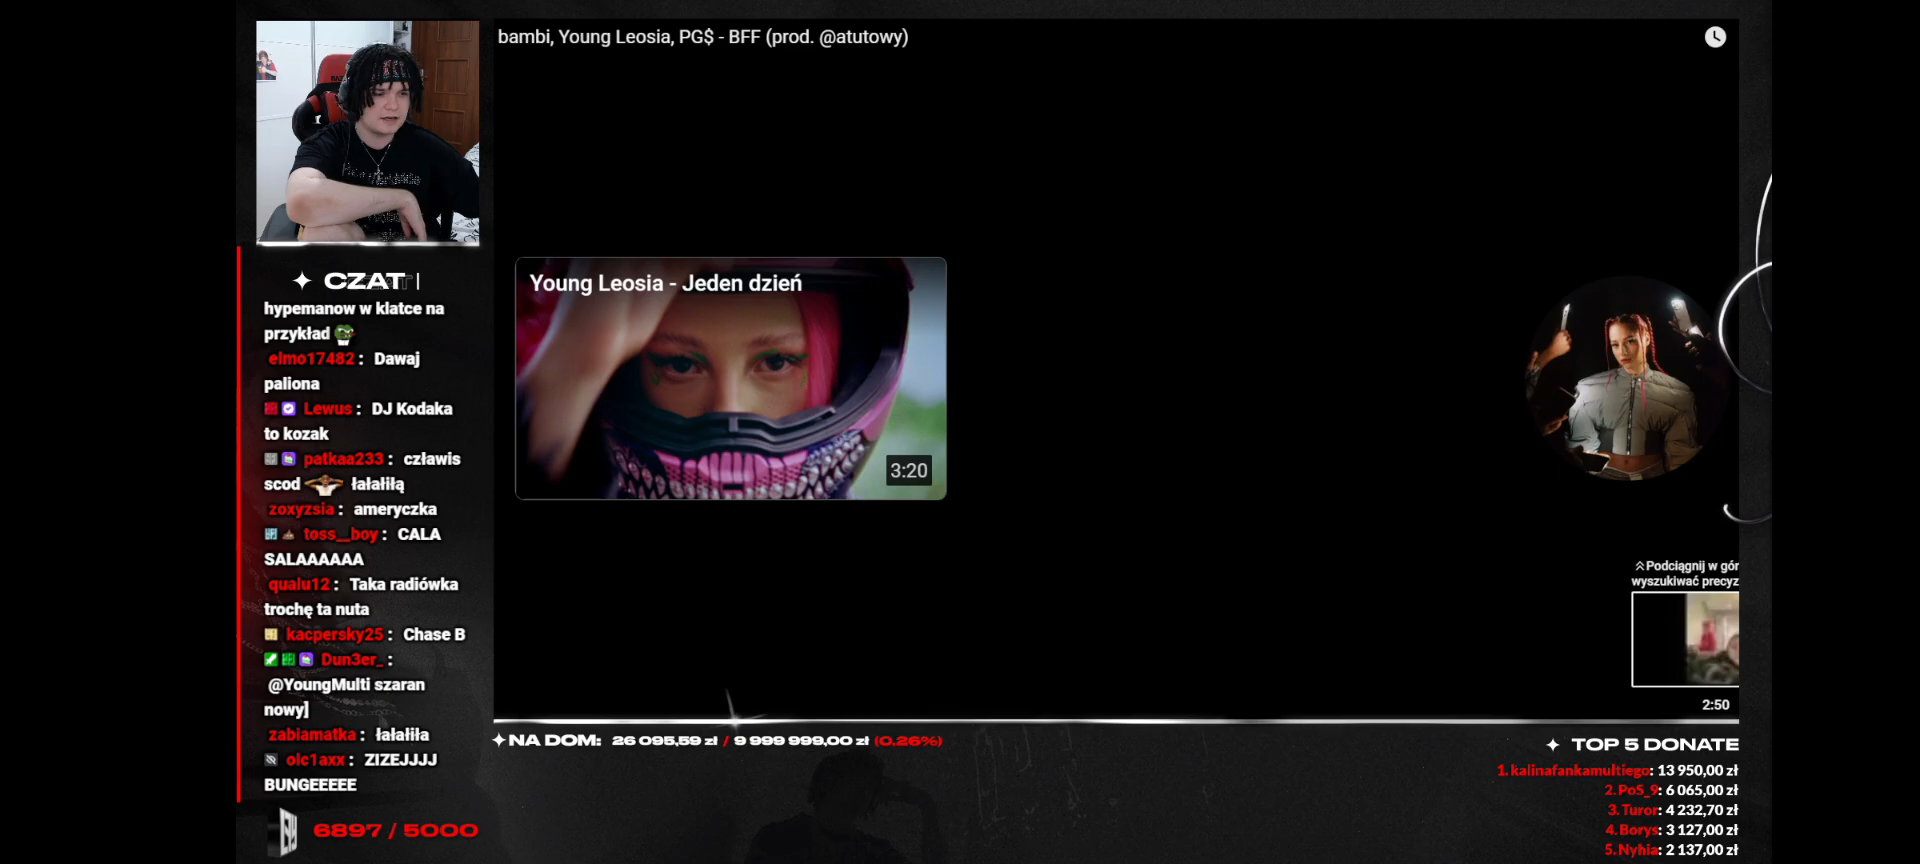 bambi, Young Leosia, PG$ - BFF (prod. @atutowy)
CZAT
hypemanow w klatce na
przykład
elmo17482: Dawaj
paliona
Lewus: DJ Kodaka
to kozak
patkaa233: czławis
scod łałaliłą
zoxyzsia: ameryczka
toss__boy: CALA
SALAAAAAA
qualu12: Taka radiówka
trochę ta nuta
kacpersky25: Chase B
Dun3er_:
@YoungMulti szaran
nowy]
zabiamatka: łałaliła
olc1axx: ZIZEJJJJ
BUNGEEEEE
6897 / 5000
Young Leosia - Jeden dzień
3:20
Podciągnij w gór
wyszukiwać precyz
2:50
NA DOM: 26 095,59 zł / 9 999 999,00 zł (0.26%)
TOP 5 DONATE
1. kalinafankamultiego: 13 950,00 zł
2. PoS_9: 6 065,00 zł
3. Turor: 4 232,70 zł
4. Borys: 3 127,00 zł
5. Nyhia: 2 137,00 zł